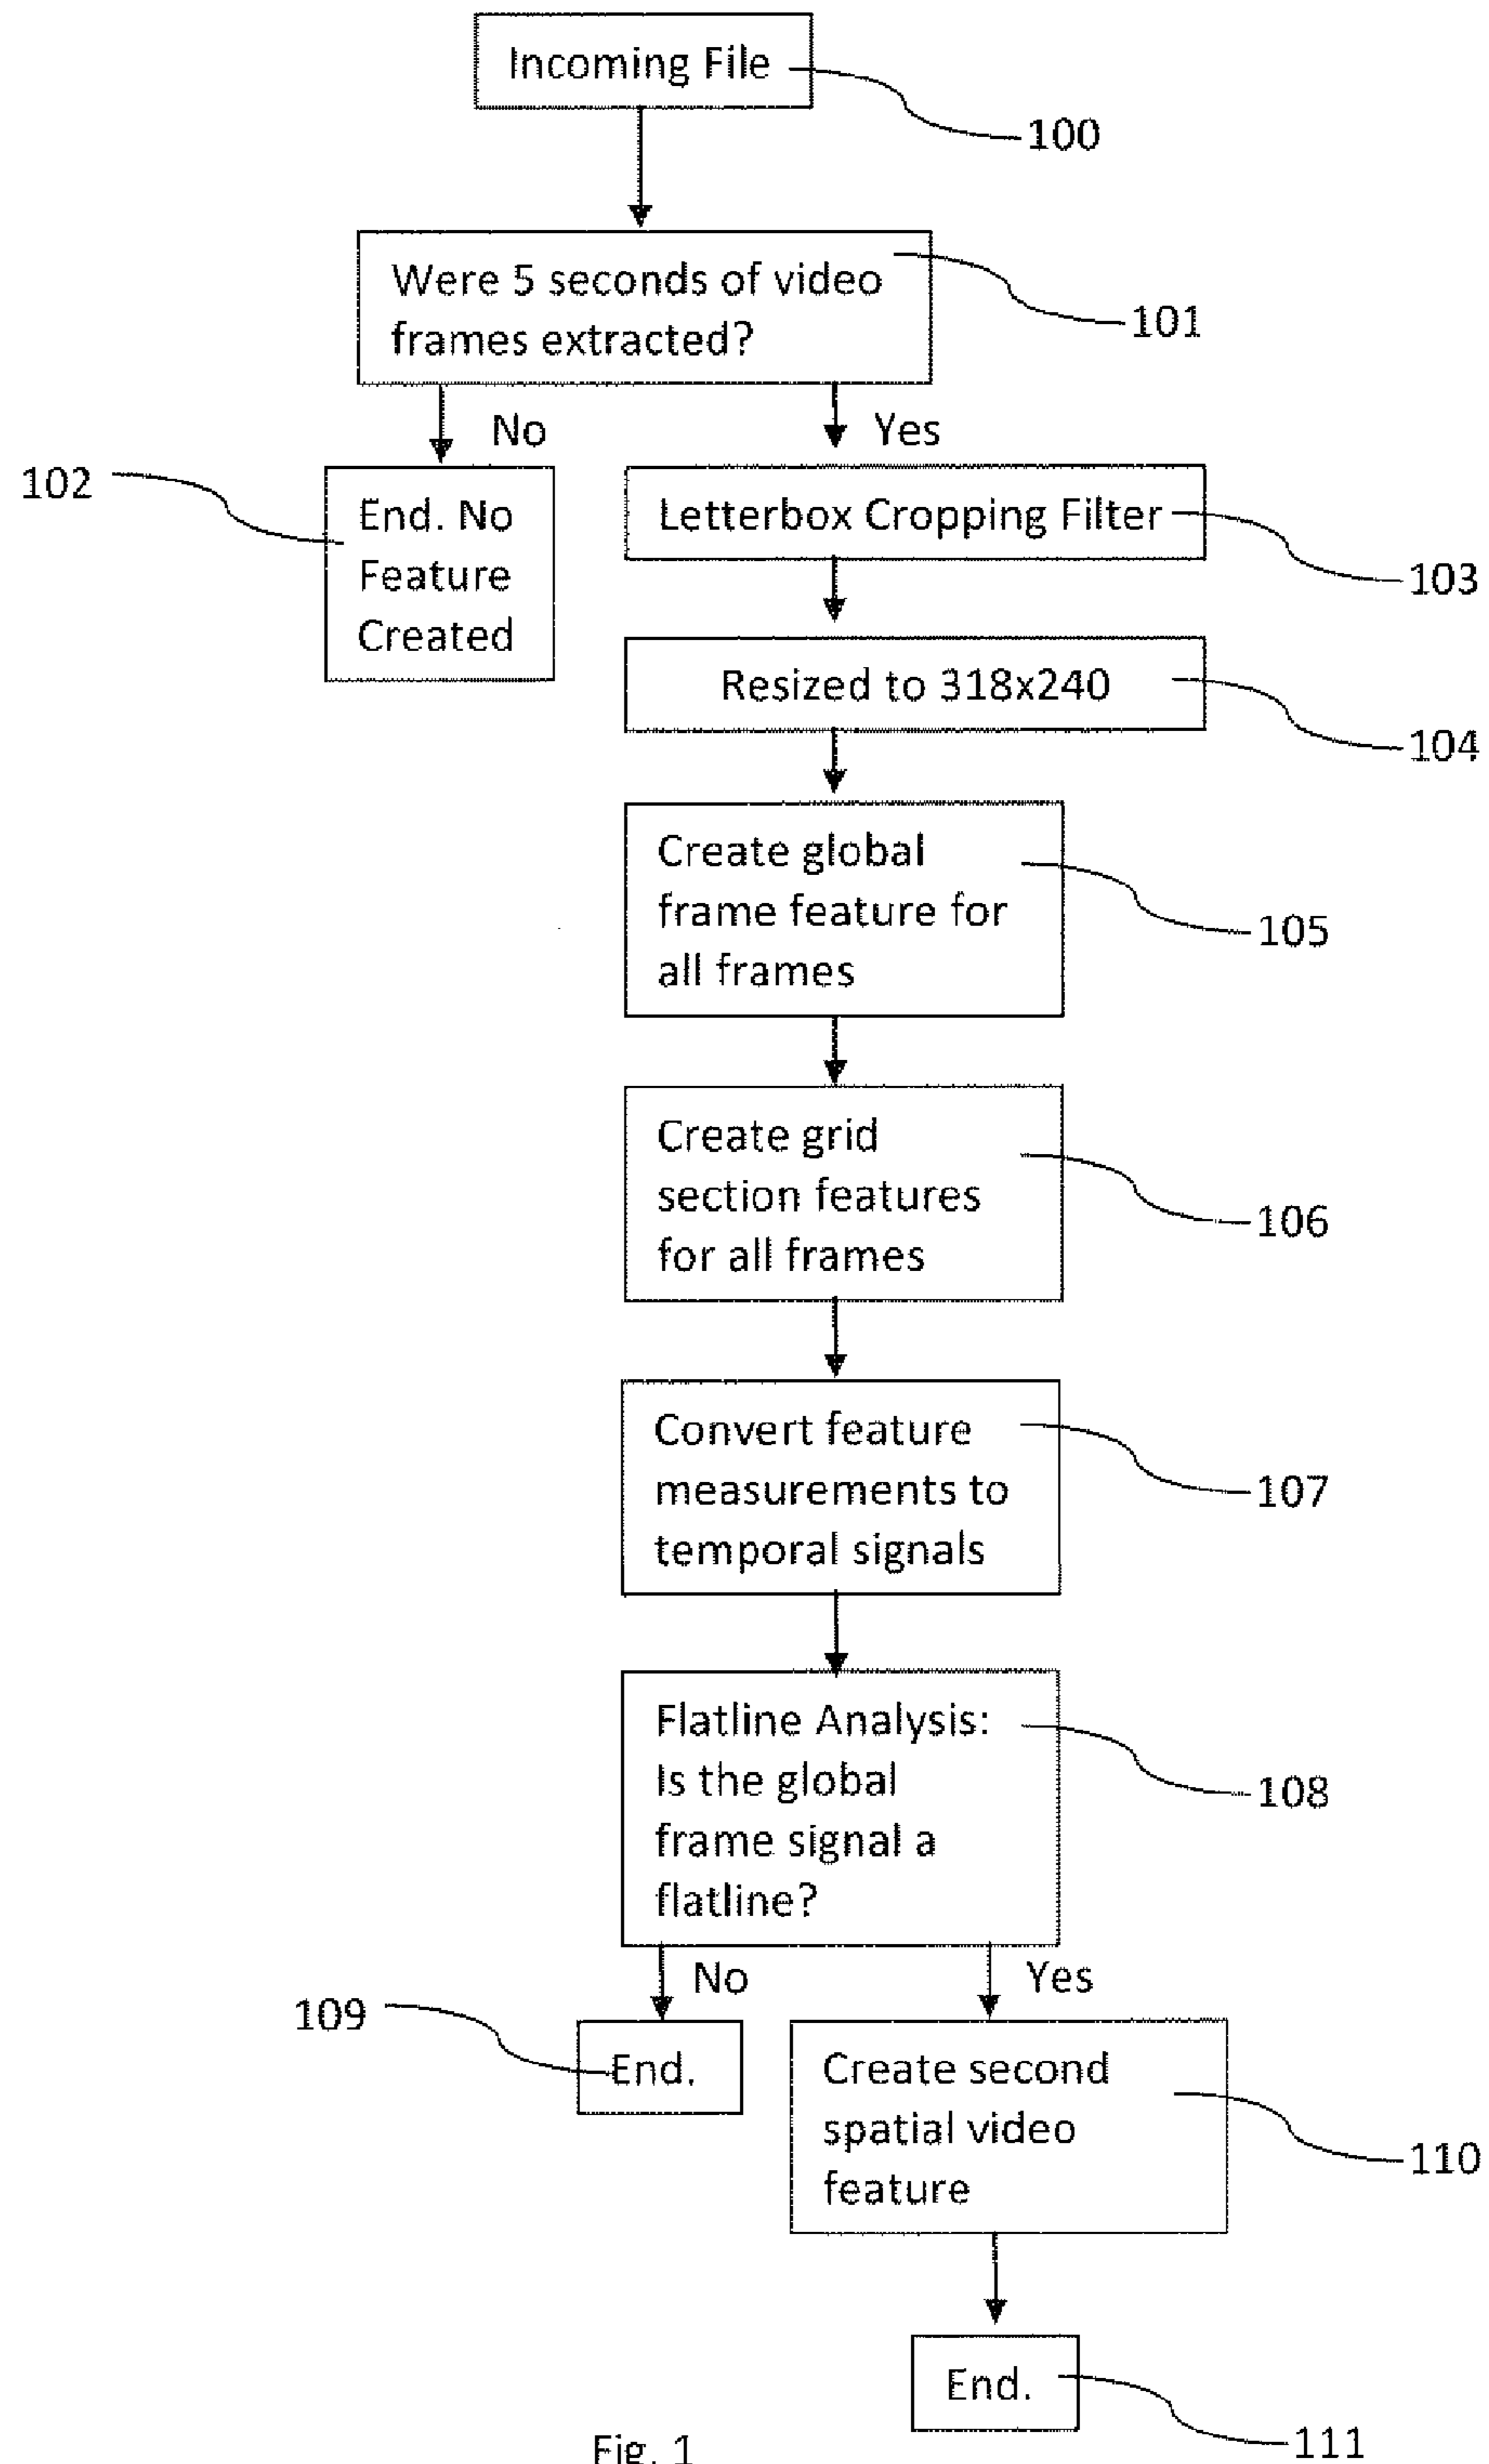 Incoming File
100
Were 5 seconds of video
frames extracted?
101
No
Yes
102
End. No
Feature
Created
Letterbox Cropping Filter
103
Resized to 318x240
104
Create global
frame feature for
all frames
105
Create grid
section features
for all frames
106
Convert feature
measurements to
temporal signals
107
Flatline Analysis:
Is the global
frame signal a
flatline?
108
No
Yes
109
End.
Create second
spatial video
feature
110
End.
111
Fig. 1